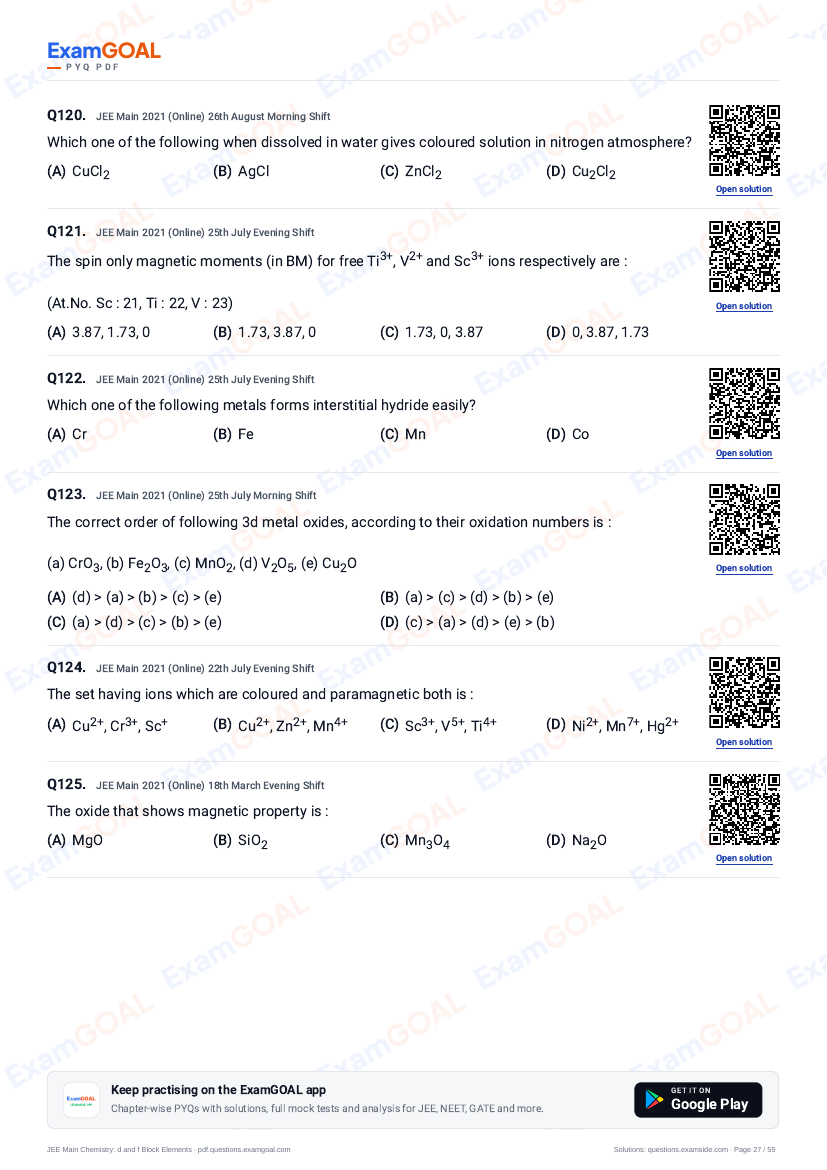 ExamGOAL
PYQ PDF
Q120. JEE Main 2021 (Online) 26th August Morning Shift
Which one of the following when dissolved in water gives coloured solution in nitrogen atmosphere?
(A) CuCl₂ (B) AgCl (C) ZnCl₂ (D) Cu₂Cl₂
Open solution
Q121. JEE Main 2021 (Online) 25th July Evening Shift
The spin only magnetic moments (in BM) for free Ti³⁺, V²⁺ and Sc³⁺ ions respectively are :
(At.No. Sc : 21, Ti : 22, V : 23)
Open solution
(A) 3.87, 1.73, 0 (B) 1.73, 3.87, 0 (C) 1.73, 0, 3.87 (D) 0, 3.87, 1.73
Q122. JEE Main 2021 (Online) 25th July Evening Shift
Which one of the following metals forms interstitial hydride easily?
(A) Cr (B) Fe (C) Mn (D) Co
Open solution
Q123. JEE Main 2021 (Online) 25th July Morning Shift
The correct order of following 3d metal oxides, according to their oxidation numbers is :
(a) CrO₃, (b) Fe₂O₃, (c) MnO₂, (d) V₂O₅, (e) Cu₂O
Open solution
(A) (d) > (a) > (b) > (c) > (e) (B) (a) > (c) > (d) > (b) > (e)
(C) (a) > (d) > (c) > (b) > (e) (D) (c) > (a) > (d) > (e) > (b)
Q124. JEE Main 2021 (Online) 22th July Evening Shift
The set having ions which are coloured and paramagnetic both is :
(A) Cu²⁺, Cr³⁺, Sc⁺ (B) Cu²⁺, Zn²⁺, Mn⁴⁺ (C) Sc³⁺, V⁵⁺, Ti⁴⁺ (D) Ni²⁺, Mn⁷⁺, Hg²⁺
Open solution
Q125. JEE Main 2021 (Online) 18th March Evening Shift
The oxide that shows magnetic property is :
(A) MgO (B) SiO₂ (C) Mn₃O₄ (D) Na₂O
Open solution
Keep practising on the ExamGOAL app
Chapter-wise PYQs with solutions, full mock tests and analysis for JEE, NEET, GATE and more.
GET IT ON
Google Play
JEE Main Chemistry: d and f Block Elements · pdf.questions.examgoal.com Solutions: questions.examside.com · Page 27 / 55